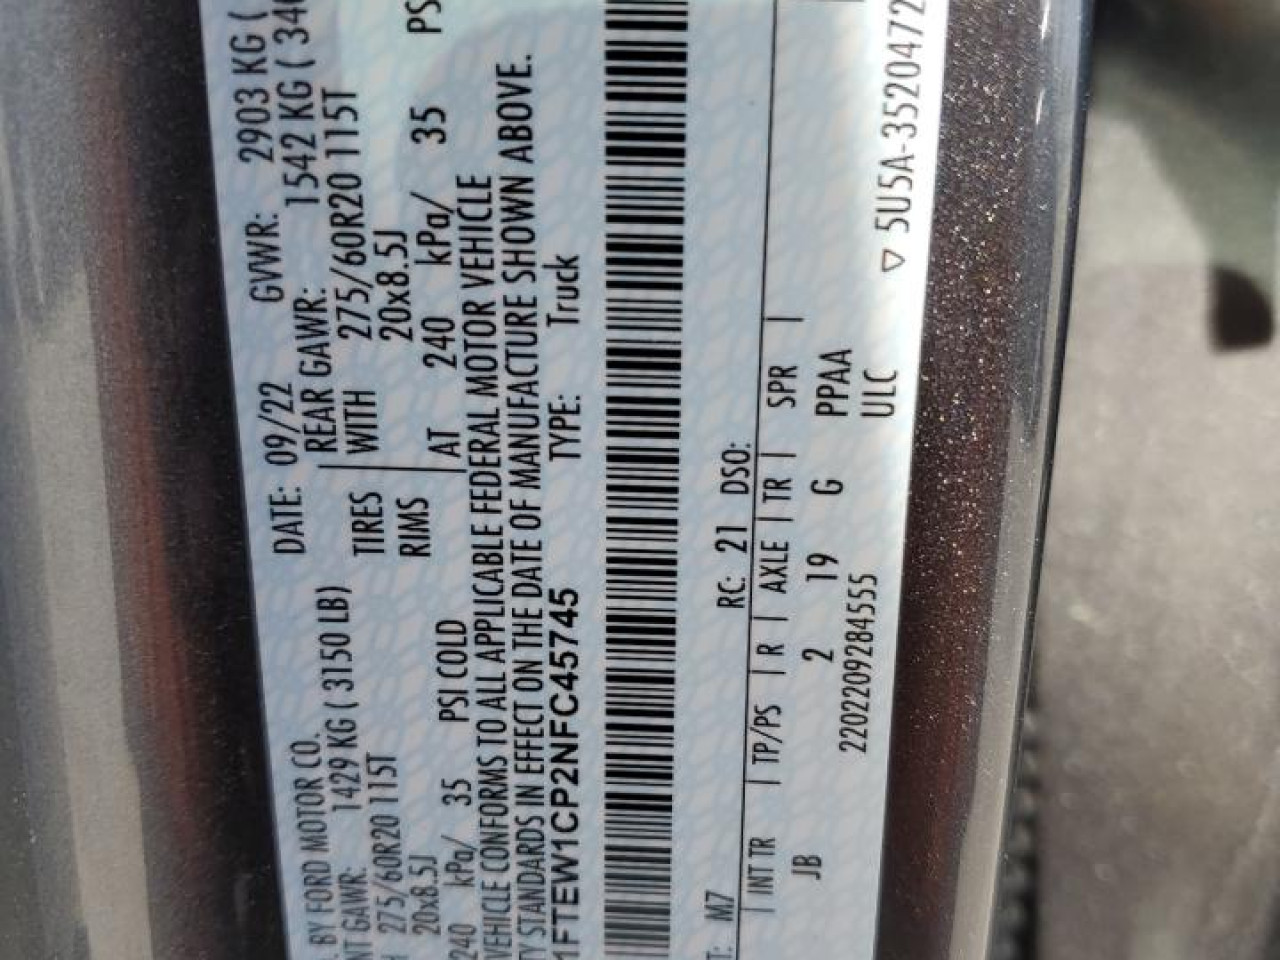 . BY FORD MOTOR CO. DATE: 09/22 GVWR: 2903 KG (
NT GAWR: 1429 KG ( 3150 LB) REAR GAWR: 1542 KG ( 340
H 275/60R20 115T TIRES WITH 275/60R20 115T
20x8.5J RIMS 20x8.5J
240 kPa/ 35 PSI COLD AT 240 kPa/ 35 PS
VEHICLE CONFORMS TO ALL APPLICABLE FEDERAL MOTOR VEHICLE
TY STANDARDS IN EFFECT ON THE DATE OF MANUFACTURE SHOWN ABOVE.
1FTEW1CP2NFC45745 TYPE: Truck
T: M7 RC: 21 DSO:
| INT TR | TP/PS | R | AXLE | TR | SPR |
JB 2 19 G PPAA
2202209284555 ULC
▽ 5U5A-3520472